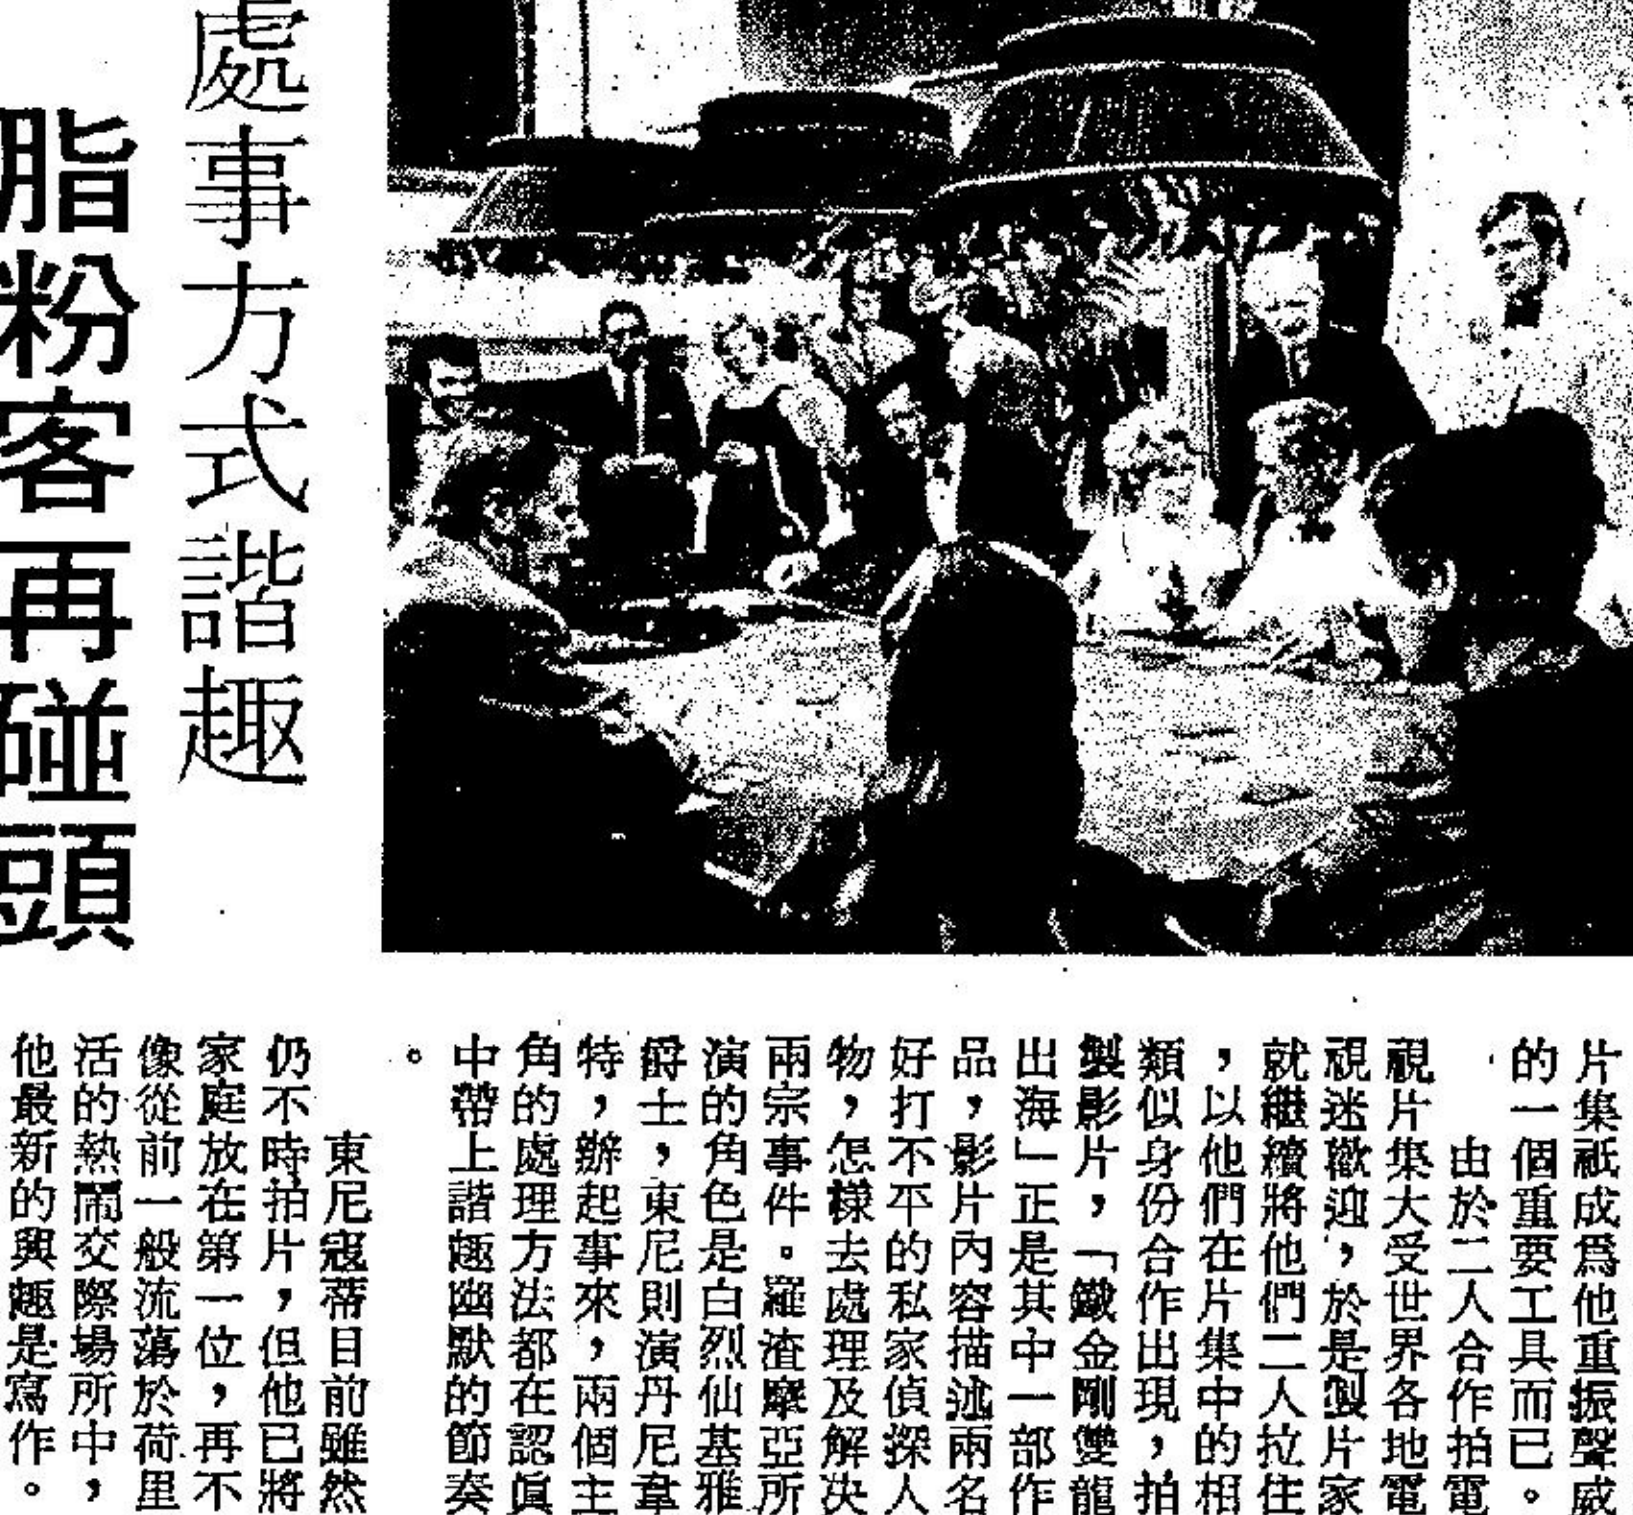 處事方式諧趣
脂粉客再碰頭
片集祇成爲他重振聲威
的一個重要工具而已。
由於二人合作拍電
視片集大受世界各地電
視迷歡迎，於是製片家
就繼續將他們二人拉住
，以他們在片集中的相
類似身份合作出現，拍
製影片，「鐵金剛雙龍
出海」正是其中一部作
品，影片內容描述兩名
好打不平的私家偵探人
物，怎樣去處理及解决
兩宗事件。羅渣摩亞所
演的角色是白烈仙基雅
爵士，東尼則演丹尼韋
特，辦起事來，兩個主
角的處理方法都在認眞
中帶上諧趣幽默的節奏
。
東尼寇蒂目前雖然
仍不時拍片，但他已將
家庭放在第一位，再不
像從前一般流蕩於荷里
活的熱鬧交際場所中，
他最新的興趣是寫作。